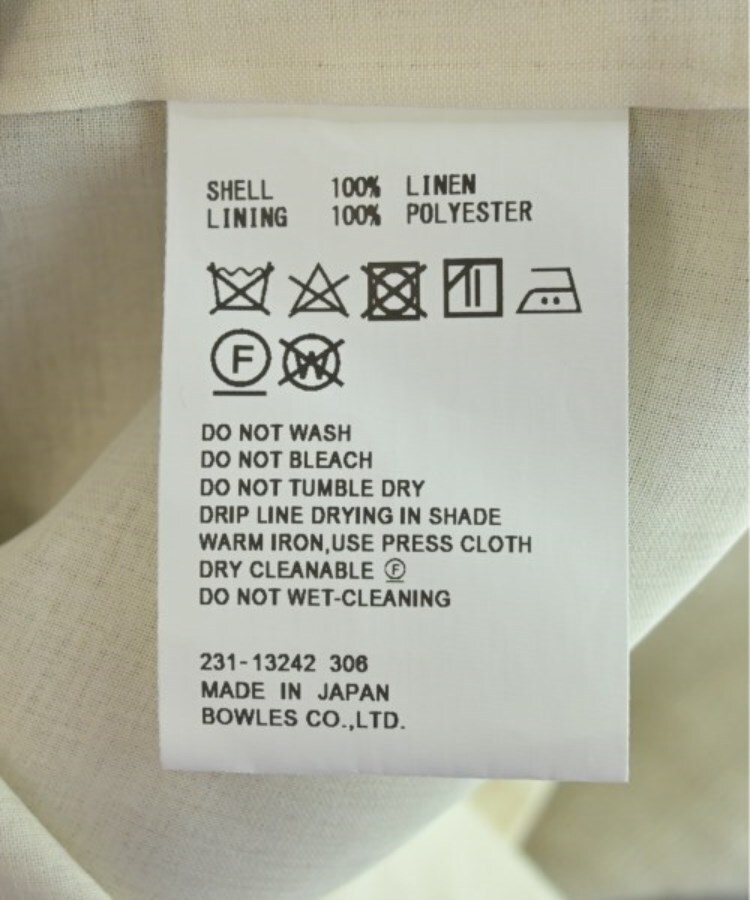 SHELL 100% LINEN
LINING 100% POLYESTER
F W
DO NOT WASH
DO NOT BLEACH
DO NOT TUMBLE DRY
DRIP LINE DRYING IN SHADE
WARM IRON,USE PRESS CLOTH
DRY CLEANABLE Ⓕ
DO NOT WET-CLEANING
231-13242 306
MADE IN JAPAN
BOWLES CO.,LTD.